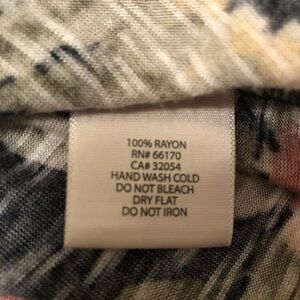 100% RAYON
RN# 66170
CA# 32054
HAND WASH COLD
DO NOT BLEACH
DRY FLAT
DO NOT IRON